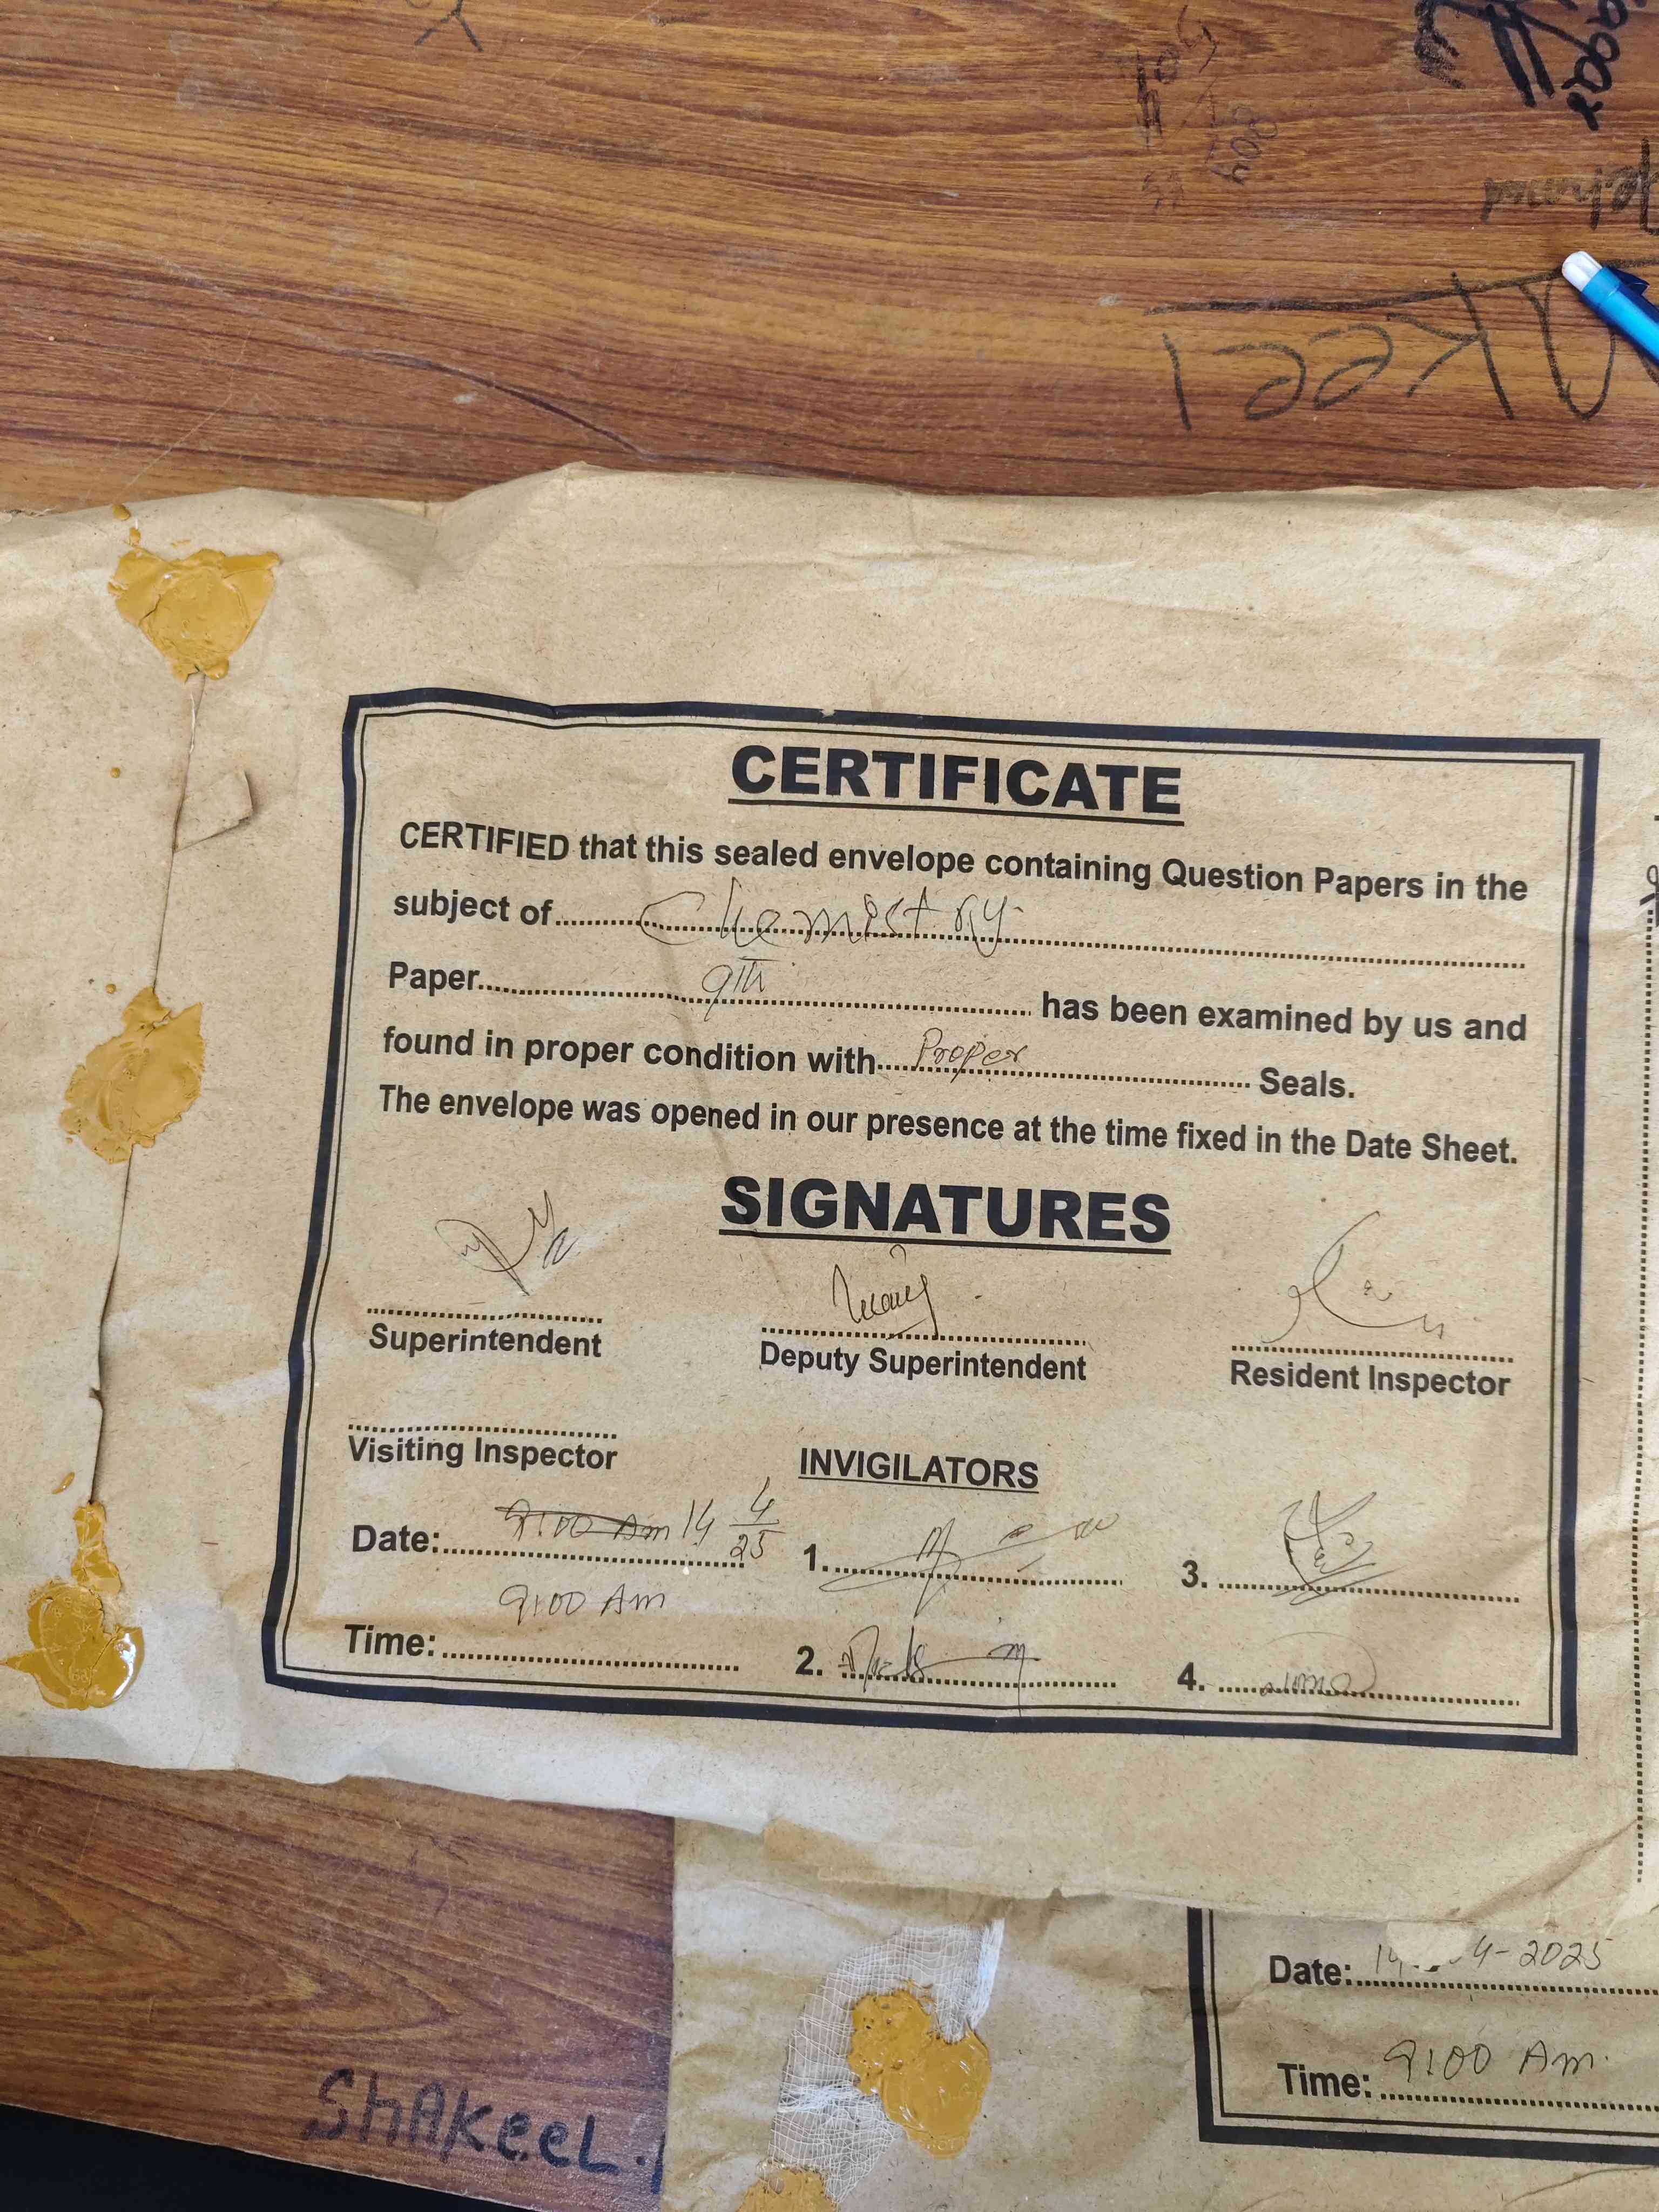 CERTIFICATE
CERTIFIED that this sealed envelope containing Question Papers in the
subject of Chemistry
Paper 9th has been examined by us and
found in proper condition with Proper Seals.
The envelope was opened in our presence at the time fixed in the Date Sheet.
SIGNATURES
Superintendent Deputy Superintendent Resident Inspector
Visiting Inspector INVIGILATORS
Date: 9:00 Am 14 4/25 1. 3.
Time: 9:00 Am 2. 4.
Date: 14-4-2025
Time: 9:00 Am.
ShAkeeL.